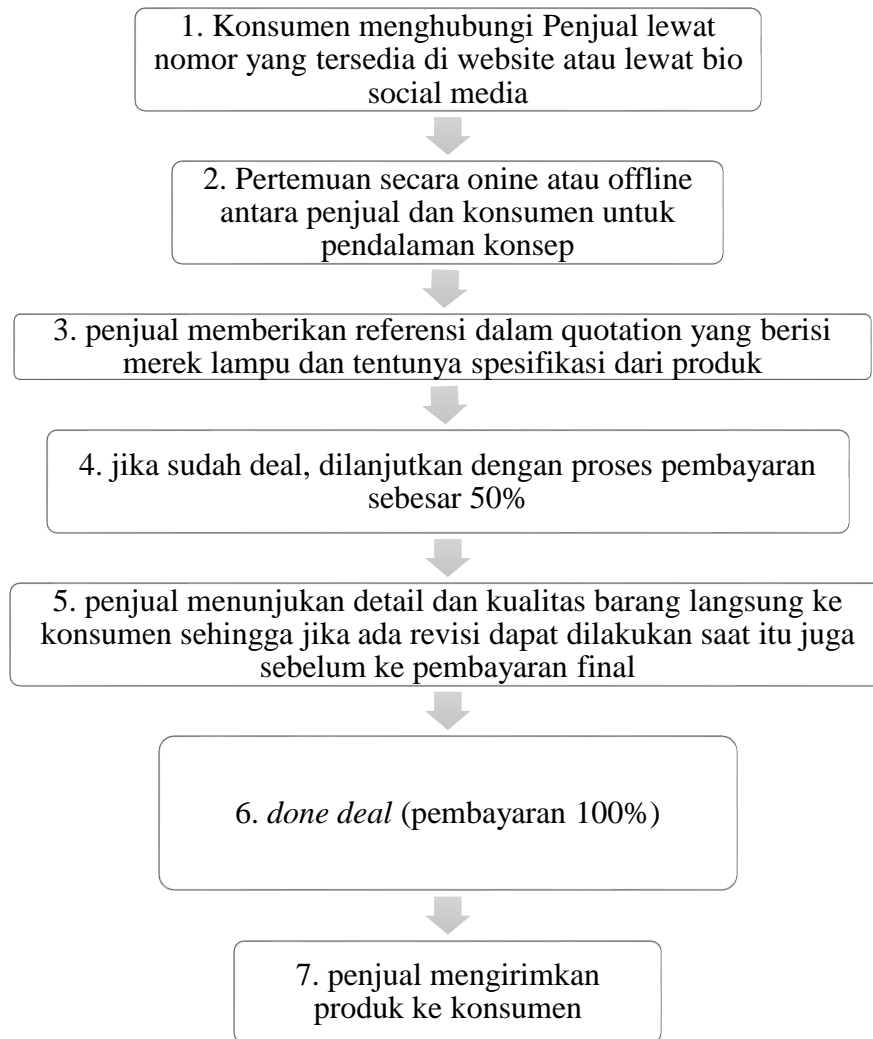 1. Konsumen menghubungi Penjual lewat
nomor yang tersedia di website atau lewat bio
social media
2. Pertemuan secara onine atau offline
antara penjual dan konsumen untuk
pendalaman konsep
3. penjual memberikan referensi dalam quotation yang berisi
merek lampu dan tentunya spesifikasi dari produk
4. jika sudah deal, dilanjutkan dengan proses pembayaran
sebesar 50%
5. penjual menunjukan detail dan kualitas barang langsung ke
konsumen sehingga jika ada revisi dapat dilakukan saat itu juga
sebelum ke pembayaran final
6. done deal (pembayaran 100%)
7. penjual mengirimkan
produk ke konsumen